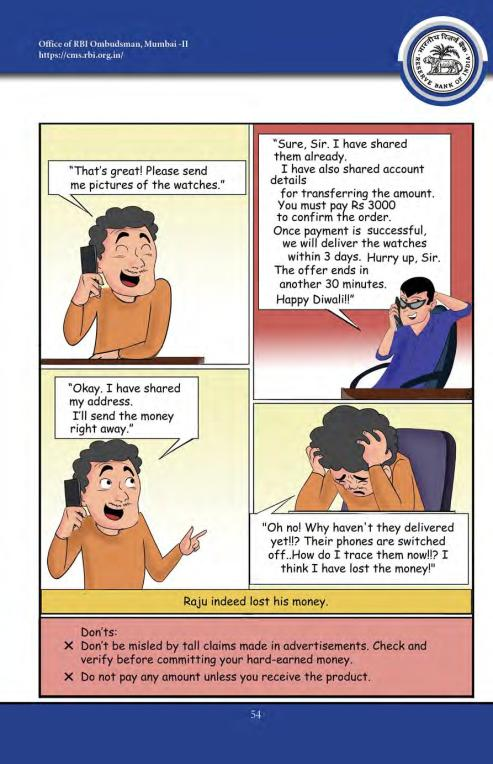 Office of RBI Ombudsman, Mumbai -II
https://cms.rbi.org.in/
भारतीय रिज़र्व बैंक
RESERVE BANK OF INDIA
"That's great! Please send
me pictures of the watches."
"Sure, Sir. I have shared
them already.
I have also shared account
details
for transferring the amount.
You must pay Rs 3000
to confirm the order.
Once payment is successful,
we will deliver the watches
within 3 days. Hurry up, Sir.
The offer ends in
another 30 minutes.
Happy Diwali!!"
"Okay. I have shared
my address.
I'll send the money
right away."
"Oh no! Why haven't they delivered
yet!!? Their phones are switched
off..How do I trace them now!!? I
think I have lost the money!"
Raju indeed lost his money.
Don'ts:
X Don't be misled by tall claims made in advertisements. Check and
verify before committing your hard-earned money.
X Do not pay any amount unless you receive the product.
54